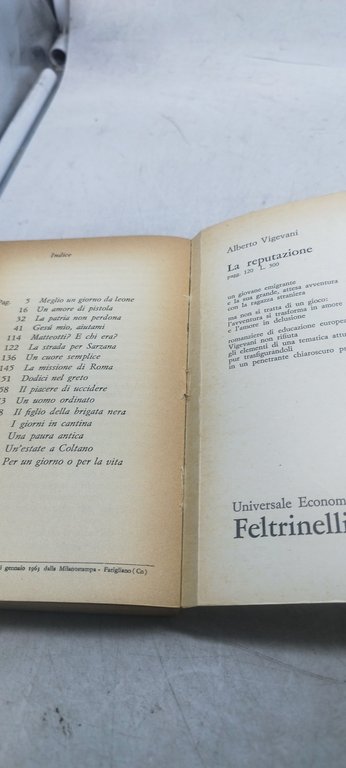 Indice
Pag. 5 Meglio un giorno da leone
16 Un amore di pistola
32 La patria non perdona
41 Gesù mio, aiutami
114 Matteotti? E chi era?
122 La strada per Sarzana
136 Un cuore semplice
145 La missione di Roma
151 Dodici nel greto
58 Il piacere di uccidere
73 Un uomo ordinato
8 Il figlio della brigata nera
I giorni in cantina
Una paura antica
Un'estate a Coltano
Per un giorno o per la vita
gennaio 1963 dalla Milanostampa - Farigliano (Cn)
Alberto Vigevani
La reputazione
pagg. 120 L. 300
un giovane emigrante
e la sua grande, attesa avventura
con la ragazza straniera
ma non si tratta di un gioco:
l'avventura si trasforma in amore
e l'amore in delusione
romanziere di educazione europea
Vigevani non rifiuta
gli elementi di una tematica
pur trasfigurandoli
in un penetrante chiaroscuro
Universale Econom
Feltrinelli